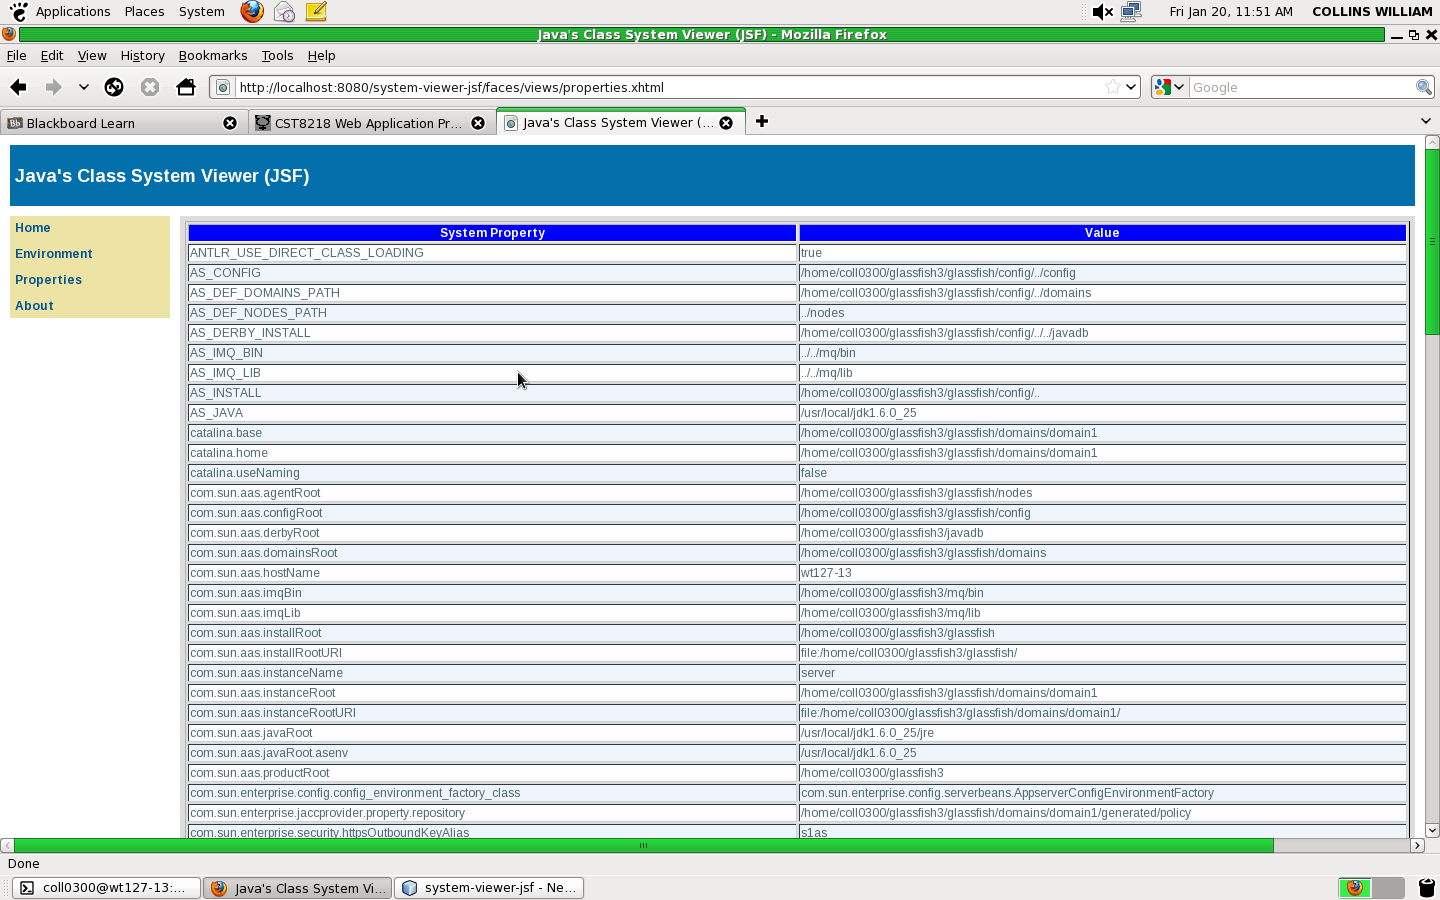 Applications Places System Fri Jan 20, 11:51 AM COLLINS WILLIAM
Java's Class System Viewer (JSF) - Mozilla Firefox
File Edit View History Bookmarks Tools Help
http://localhost:8080/system-viewer-jsf/faces/views/properties.xhtml Google
Bb Blackboard Learn CST8218 Web Application Pr... Java's Class System Viewer (...
Java's Class System Viewer (JSF)
Home
Environment
Properties
About
System Property Value
ANTLR_USE_DIRECT_CLASS_LOADING true
AS_CONFIG /home/coll0300/glassfish3/glassfish/config/../config
AS_DEF_DOMAINS_PATH /home/coll0300/glassfish3/glassfish/config/../domains
AS_DEF_NODES_PATH ../nodes
AS_DERBY_INSTALL /home/coll0300/glassfish3/glassfish/config/../../javadb
AS_IMQ_BIN ../../mq/bin
AS_IMQ_LIB ../../mq/lib
AS_INSTALL /home/coll0300/glassfish3/glassfish/config/..
AS_JAVA /usr/local/jdk1.6.0_25
catalina.base /home/coll0300/glassfish3/glassfish/domains/domain1
catalina.home /home/coll0300/glassfish3/glassfish/domains/domain1
catalina.useNaming false
com.sun.aas.agentRoot /home/coll0300/glassfish3/glassfish/nodes
com.sun.aas.configRoot /home/coll0300/glassfish3/glassfish/config
com.sun.aas.derbyRoot /home/coll0300/glassfish3/javadb
com.sun.aas.domainsRoot /home/coll0300/glassfish3/glassfish/domains
com.sun.aas.hostName wt127-13
com.sun.aas.imqBin /home/coll0300/glassfish3/mq/bin
com.sun.aas.imqLib /home/coll0300/glassfish3/mq/lib
com.sun.aas.installRoot /home/coll0300/glassfish3/glassfish
com.sun.aas.installRootURI file:/home/coll0300/glassfish3/glassfish/
com.sun.aas.instanceName server
com.sun.aas.instanceRoot /home/coll0300/glassfish3/glassfish/domains/domain1
com.sun.aas.instanceRootURI file:/home/coll0300/glassfish3/glassfish/domains/domain1/
com.sun.aas.javaRoot /usr/local/jdk1.6.0_25/jre
com.sun.aas.javaRoot.asenv /usr/local/jdk1.6.0_25
com.sun.aas.productRoot /home/coll0300/glassfish3
com.sun.enterprise.config.config_environment_factory_class com.sun.enterprise.config.serverbeans.AppserverConfigEnvironmentFactory
com.sun.enterprise.jaccprovider.property.repository /home/coll0300/glassfish3/glassfish/domains/domain1/generated/policy
com.sun.enterprise.security.httpsOutboundKeyAlias s1as
Done
coll0300@wt127-13:... Java's Class System Vi... system-viewer-jsf - Ne...